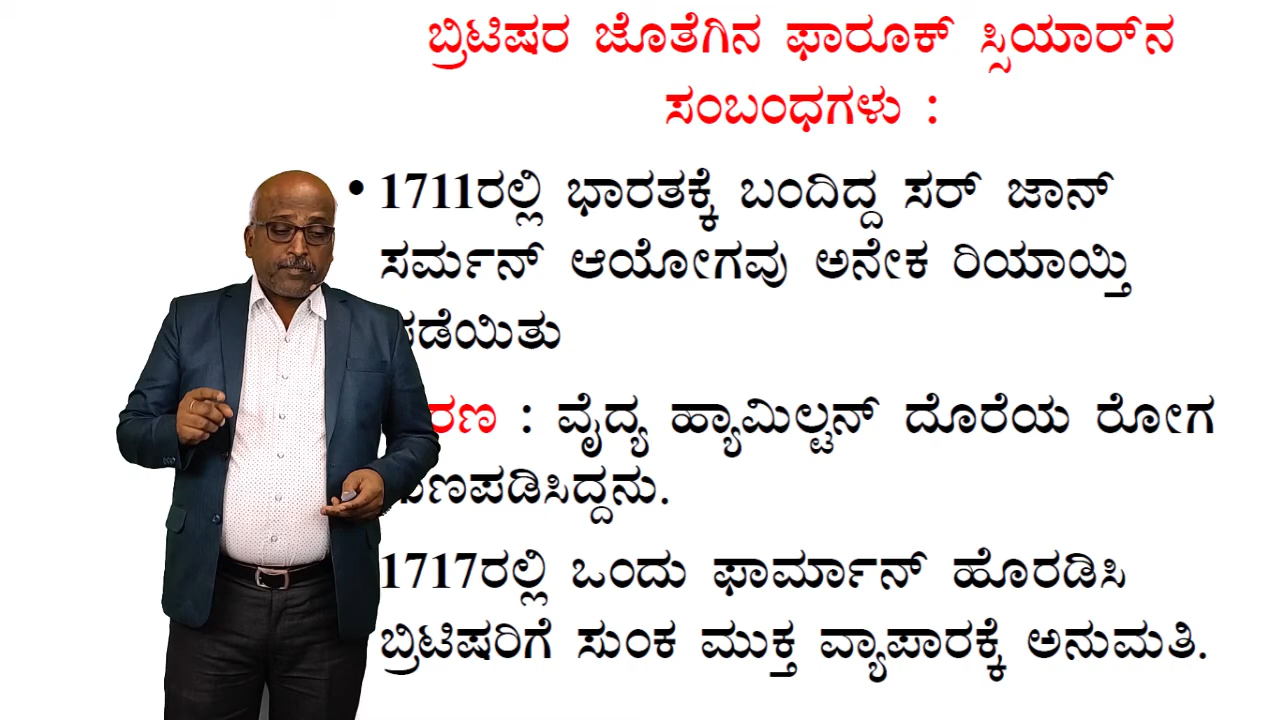 ಬ್ರಿಟಿಷರ ಜೊತೆಗಿನ ಫಾರೂಕ್ ಸ್ಸಿಯಾರ್‌ನ
ಸಂಬಂಧಗಳು :
• 1711ರಲ್ಲಿ ಭಾರತಕ್ಕೆ ಬಂದಿದ್ದ ಸರ್ ಜಾನ್
ಸರ್ಮನ್ ಆಯೋಗವು ಅನೇಕ ರಿಯಾಯ್ತಿ
: ವೈದ್ಯ ಹ್ಯಾಮಿಲ್ಟನ್ ದೊರೆಯ ರೋಗ
1717ರಲ್ಲಿ ಒಂದು ಫಾರ್ಮಾನ್ ಹೊರಡಿಸಿ
ಬ್ರಿಟಿಷರಿಗೆ ಸುಂಕ ಮುಕ್ತ ವ್ಯಾಪಾರಕ್ಕೆ ಅನುಮತಿ.